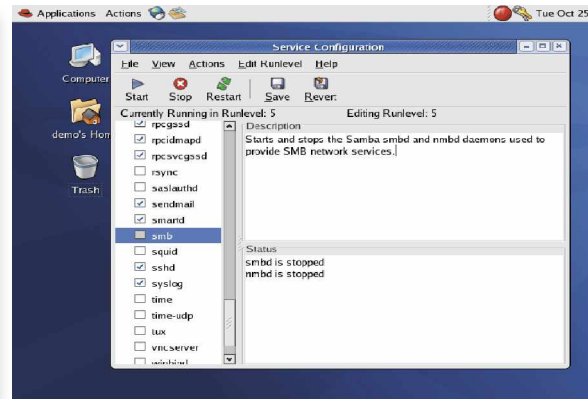 Applications Actions Tue Oct 25
Computer
demo's Hom
Trash
Service Configuration
File View Actions Edit Runlevel Help
Start Stop Restart Save Revert
Currently Running in Runlevel: 5 Editing Runlevel: 5
rpcgssd
rpcidmapd
rpcsvcgssd
rsync
saslauthd
sendmail
smartd
smb
squid
sshd
syslog
time
time-udp
tux
vncserver
winbind
Description
Starts and stops the Samba smbd and nmbd daemons used to
provide SMB network services.
Status
smbd is stopped
nmbd is stopped